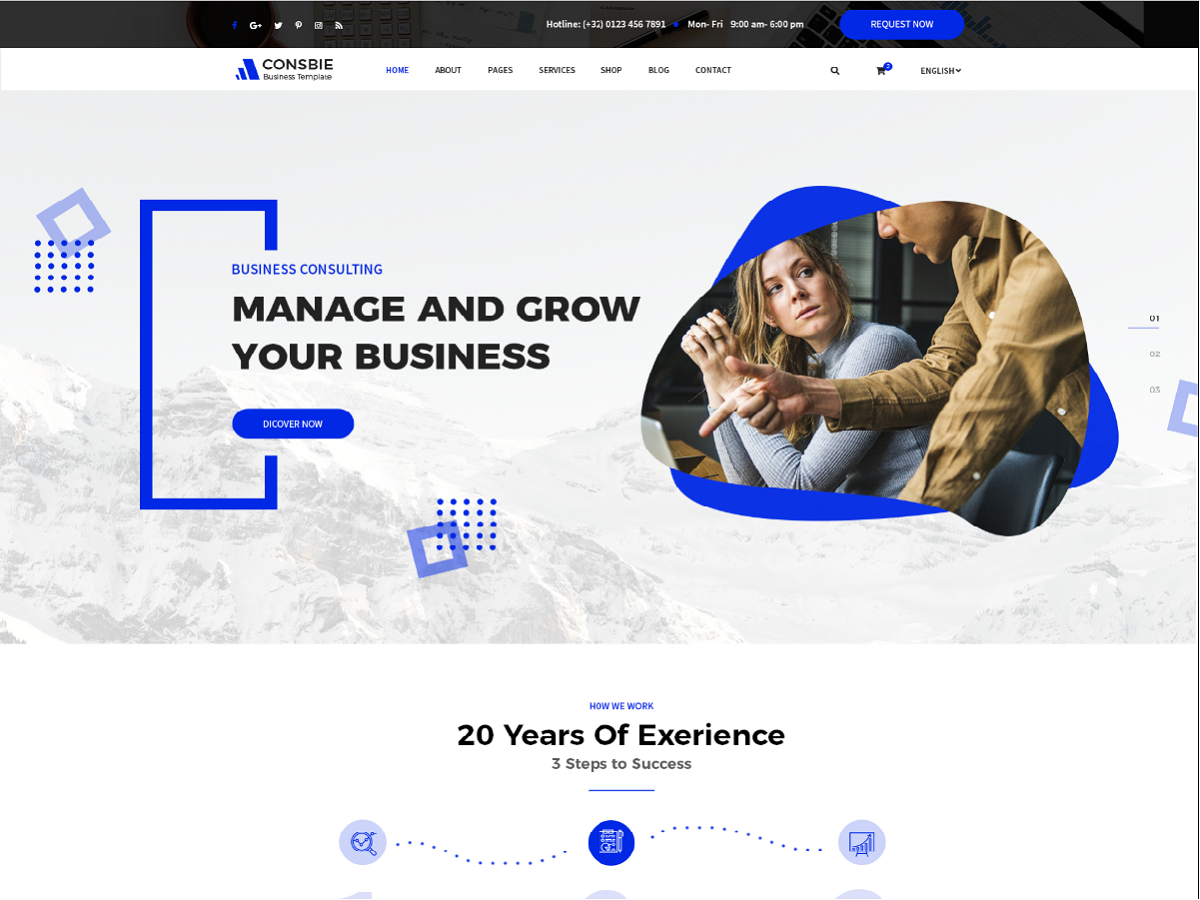 Hotline: (+32) 0123 456 7891
Mon- Fri 9:00 am- 6:00 pm
REQUEST NOW
CONSBIE
Business Template
HOME ABOUT PAGES SERVICES SHOP BLOG CONTACT
ENGLISH
BUSINESS CONSULTING
MANAGE AND GROW
YOUR BUSINESS
DICOVER NOW
01
02
03
HOW WE WORK
20 Years Of Exerience
3 Steps to Success